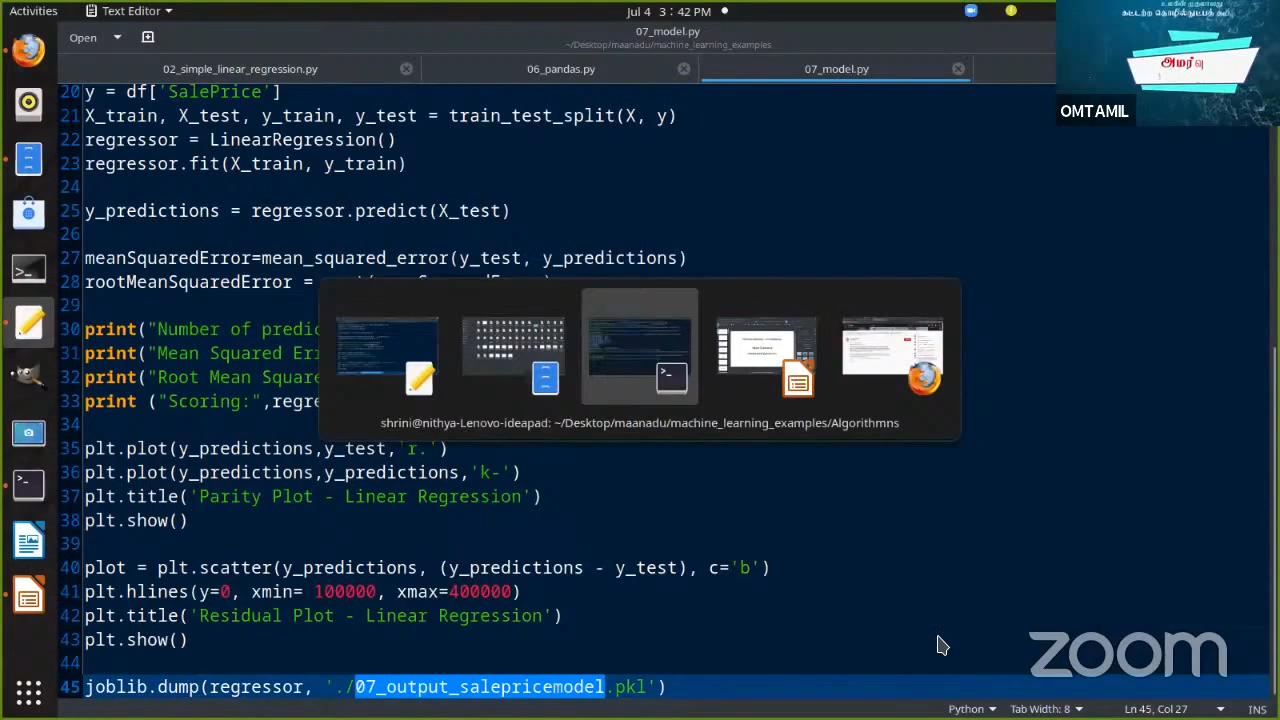 Activities
Text Editor
Jul 4 3:42 PM
Open
07_model.py
~/Desktop/maanadu/machine_learning_examples
02_simple_linear_regression.py
06_pandas.py
07_model.py
கட்டற்ற
அமர்வு
OMTAMIL
20 y = df['SalePrice']
21 X_train, X_test, y_train, y_test = train_test_split(X, y)
22 regressor = LinearRegression()
23 regressor.fit(X_train, y_train)
24
25 y_predictions = regressor.predict(X_test)
26
27 meanSquaredError=mean_squared_error(y_test, y_predictions)
28 rootMeanSquaredError =
29
30 print("Number of predic
31 print("Mean Squared Err
32 print("Root Mean Square
33 print ("Scoring:",regre
34
35 plt.plot(y_predictions,y_test,'r.')
36 plt.plot(y_predictions,y_predictions,'k-')
37 plt.title('Parity Plot - Linear Regression')
38 plt.show()
39
40 plot = plt.scatter(y_predictions, (y_predictions - y_test), c='b')
41 plt.hlines(y=0, xmin= 100000, xmax=400000)
42 plt.title('Residual Plot - Linear Regression')
43 plt.show()
44
45 joblib.dump(regressor, './07_output_salepricemodel.pkl')
shrini@nithya-Lenovo-ideapad: ~/Desktop/maanadu/machine_learning_examples/Algorithmns
zoom
Python
Tab Width: 8
Ln 45, Col 27
INS